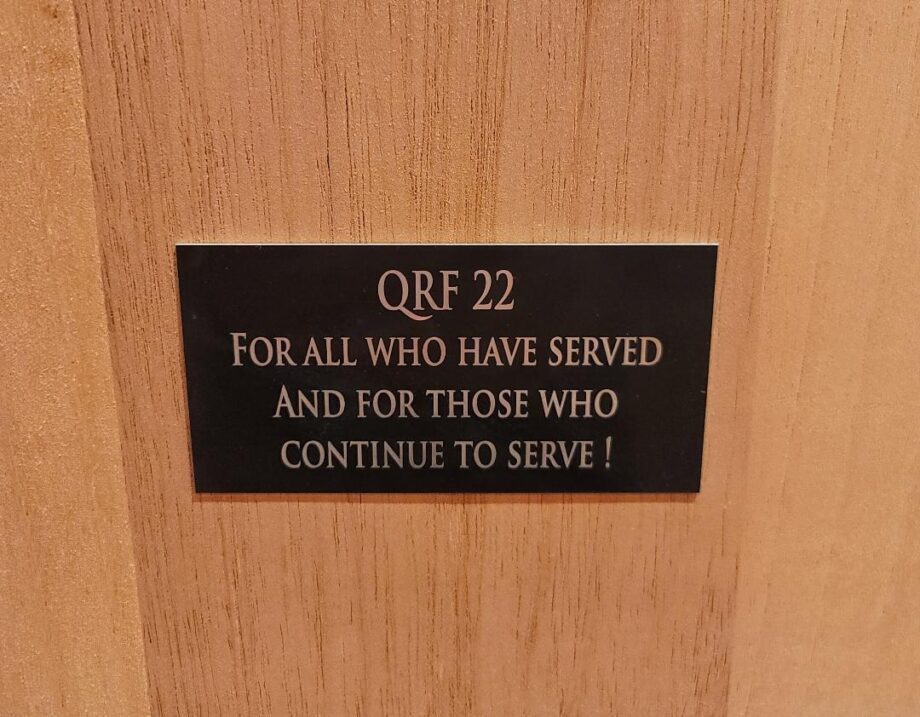 QRF 22
For all who have served
And for those who
continue to serve !